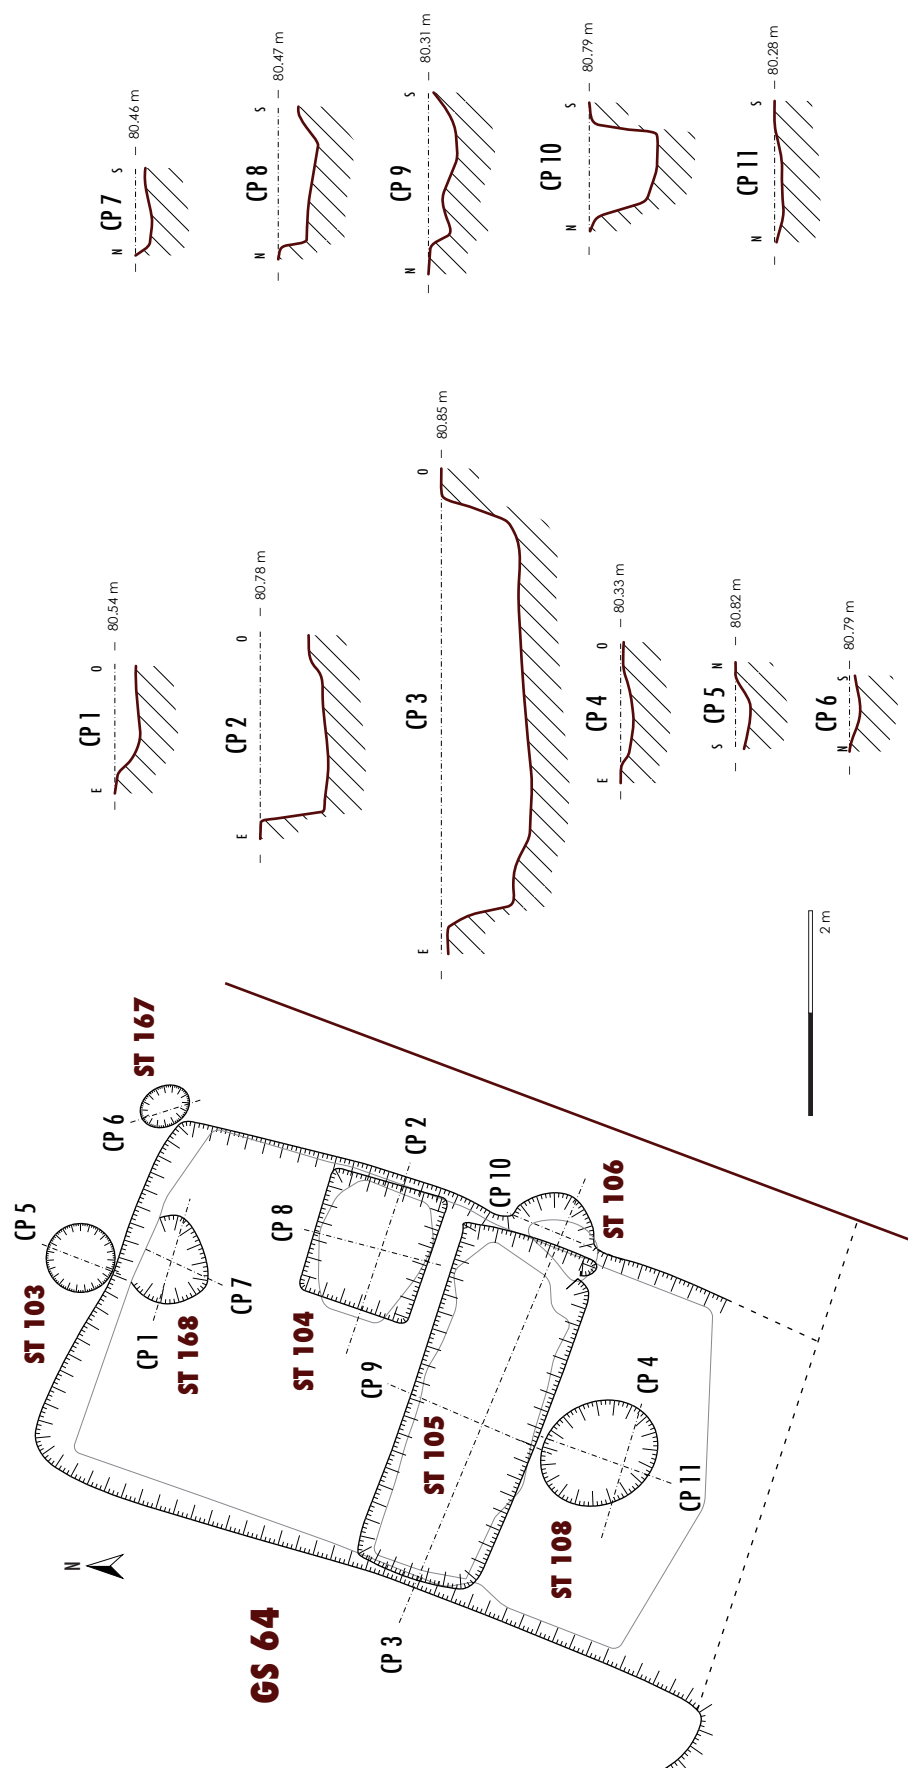 GS 64
N
ST 103
ST 167
ST 168
ST 104
ST 105
ST 106
ST 108
CP 5
CP 6
CP 1
CP 7
CP 8
CP 2
CP 10
CP 9
CP 3
CP 4
CP 11
2 m
CP 1
E
O
80.54 m
CP 2
E
O
80.78 m
CP 3
E
O
80.85 m
CP 4
E
O
80.33 m
CP 5
S
N
80.82 m
CP 6
N
S
80.79 m
CP 7
N
S
80.46 m
CP 8
N
S
80.47 m
CP 9
N
S
80.31 m
CP 10
N
S
80.79 m
CP 11
N
S
80.28 m